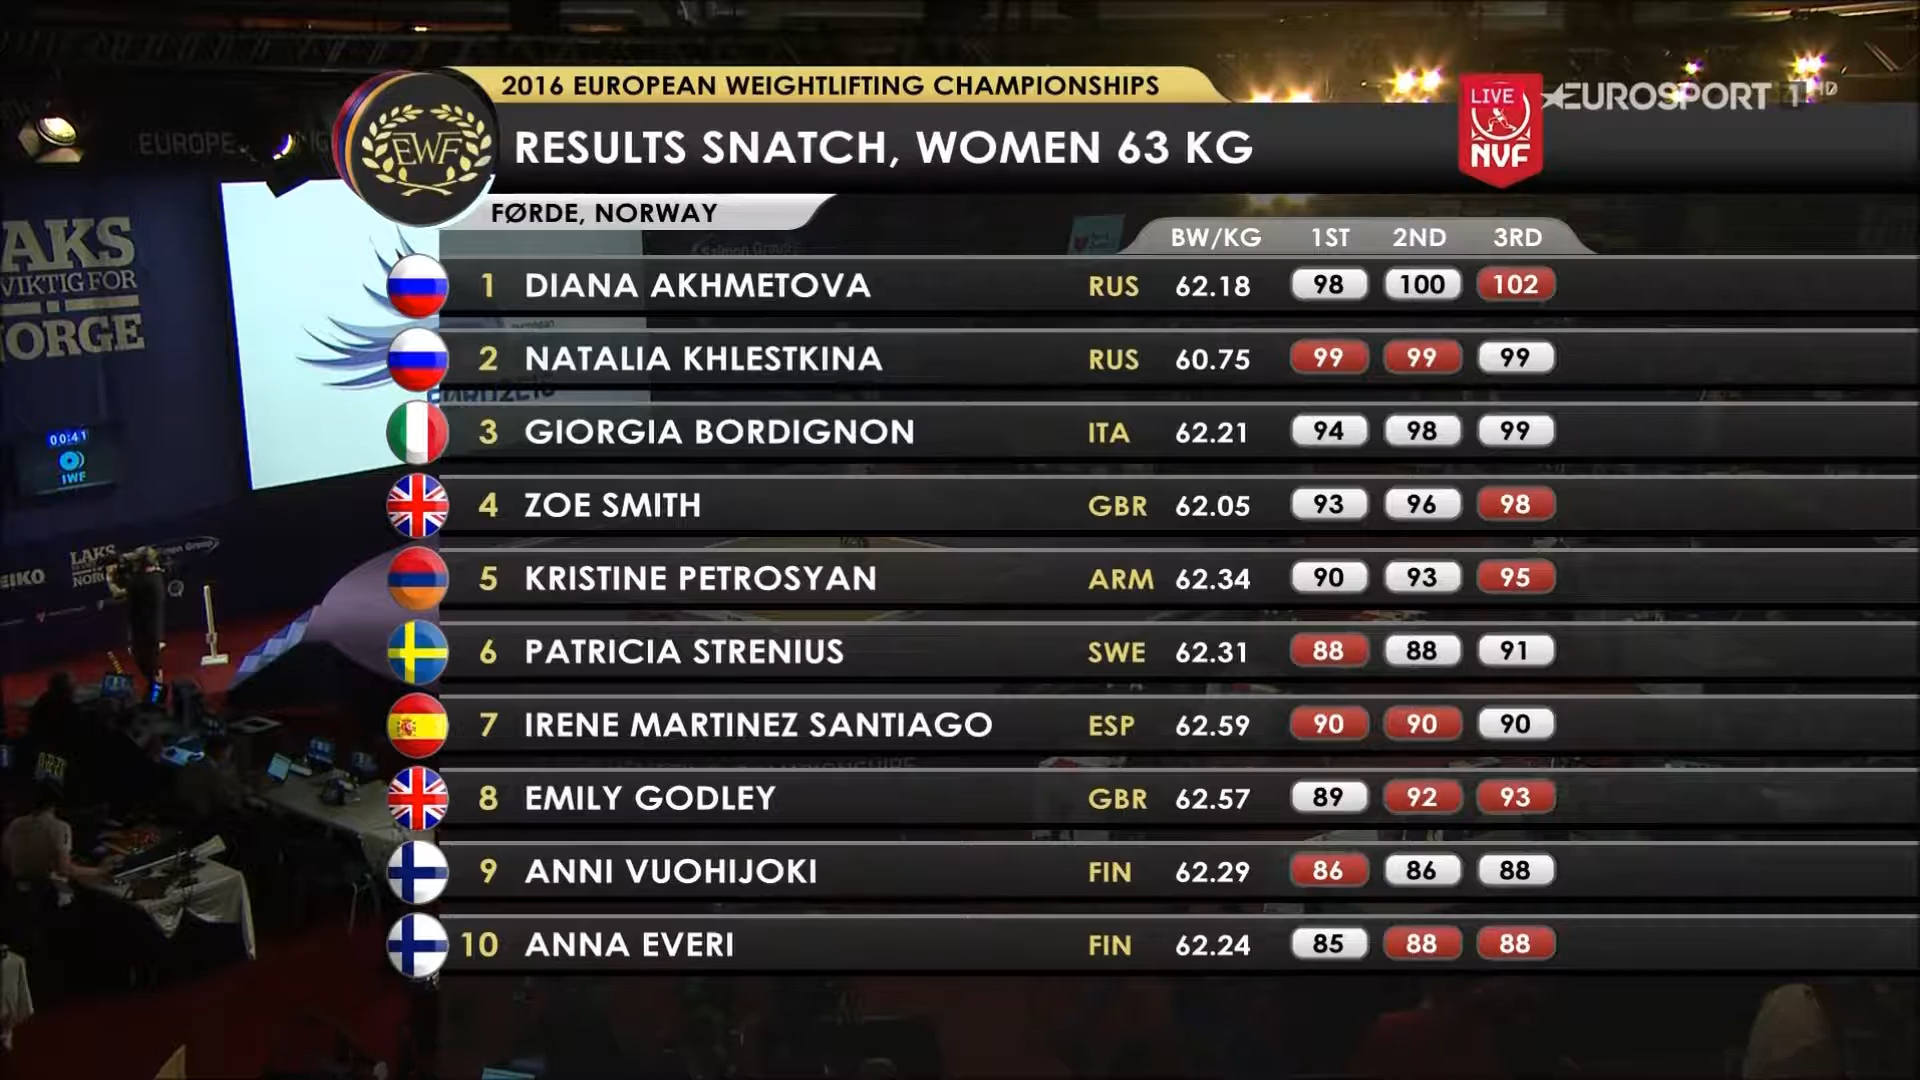 2016 EUROPEAN WEIGHTLIFTING CHAMPIONSHIPS
RESULTS SNATCH, WOMEN 63 KG
EWF
LIVE
NVF
EUROSPORT 1 HD
FØRDE, NORWAY
BW/KG 1ST 2ND 3RD
1 DIANA AKHMETOVA RUS 62.18 98 100 102
2 NATALIA KHLESTKINA RUS 60.75 99 99 99
3 GIORGIA BORDIGNON ITA 62.21 94 98 99
4 ZOE SMITH GBR 62.05 93 96 98
5 KRISTINE PETROSYAN ARM 62.34 90 93 95
6 PATRICIA STRENIUS SWE 62.31 88 88 91
7 IRENE MARTINEZ SANTIAGO ESP 62.59 90 90 90
8 EMILY GODLEY GBR 62.57 89 92 93
9 ANNI VUOHIJOKI FIN 62.29 86 86 88
10 ANNA EVERI FIN 62.24 85 88 88
EUROPE
LAKS
VIKTIG FOR
NORGE
00:41
IWF
LAKS